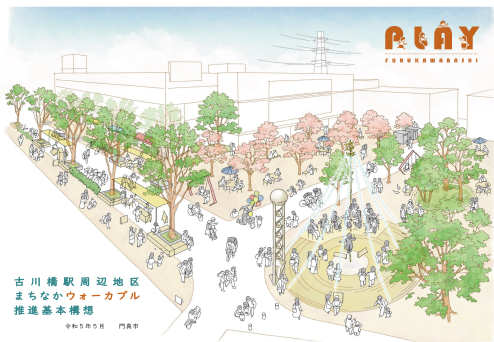 PLAY
FURUKAWABASHI
古川橋駅周辺地区
まちなかウォーカブル
推進基本構想
令和5年5月 門真市